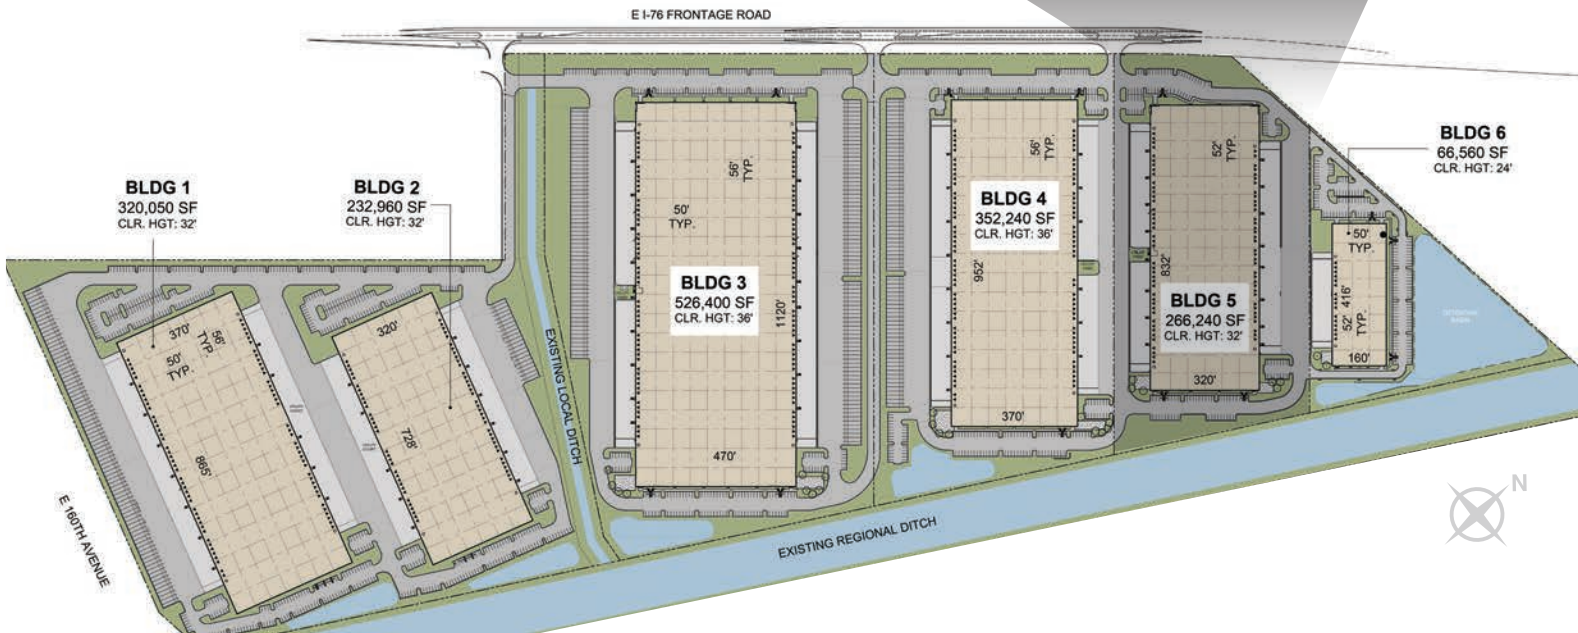 E I-76 FRONTAGE ROAD
BLDG 1
320,050 SF
CLR. HGT: 32'
BLDG 2
232,960 SF
CLR. HGT: 32'
BLDG 3
526,400 SF
CLR. HGT: 36'
BLDG 4
352,240 SF
CLR. HGT: 36'
BLDG 5
266,240 SF
CLR. HGT: 32'
BLDG 6
66,560 SF
CLR. HGT: 24'
370'
56'
TYP.
50'
TYP.
865'
320'
728'
56'
TYP.
50'
TYP.
1120'
470'
56'
TYP.
952'
370'
52'
TYP.
832'
320'
50'
TYP.
416'
52'
TYP.
160'
EXISTING LOCAL DITCH
EXISTING REGIONAL DITCH
E 160TH AVENUE
N